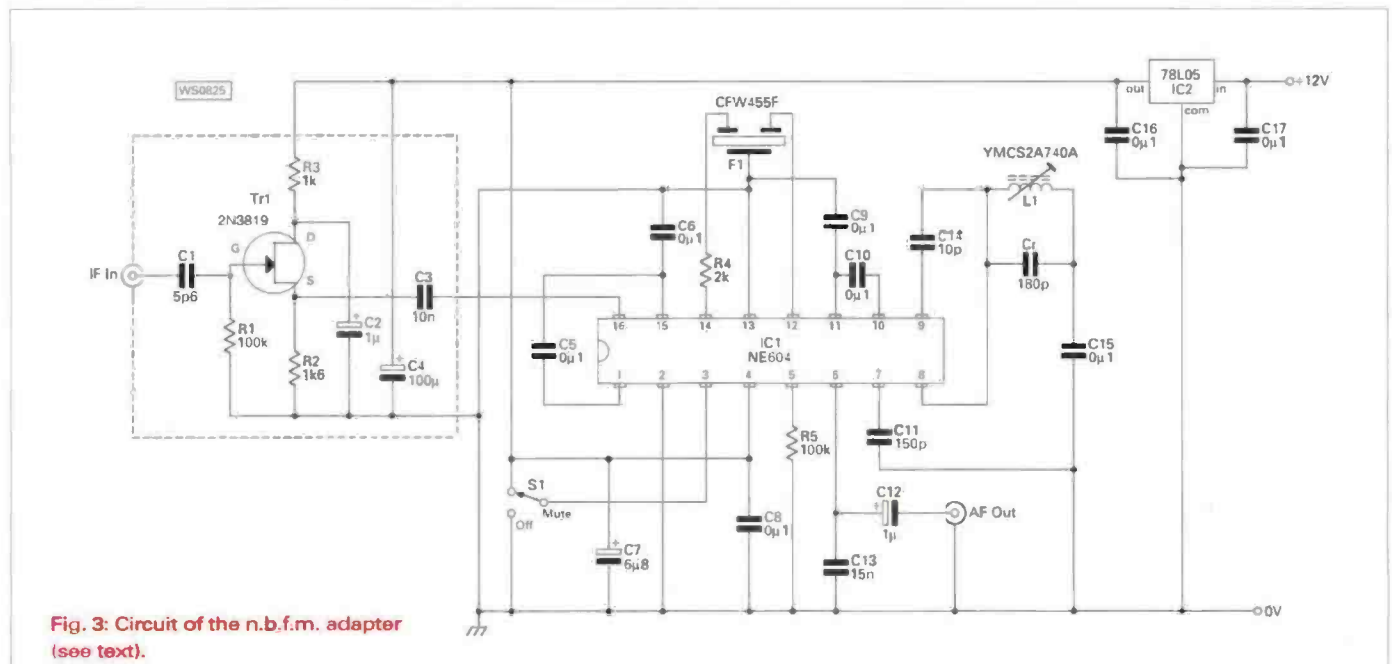 WS0825
78L05
IC2
out
in
com
+12V
C16
0µ1
C17
0µ1
CFW455F
F1
YMCS2A740A
L1
R3
1k
Tr1
2N3819
G
D
S
IF In
C1
5p6
C3
10n
R1
100k
R2
1k6
C2
1µ
+
C4
100µ
+
C6
0µ1
C5
0µ1
R4
2k
C9
0µ1
C10
0µ1
C14
10p
Cr
180p
C15
0µ1
16
15
14
13
12
11
10
9
IC1
NE604
1
2
3
4
5
6
7
8
R5
100k
C11
150p
S1
Mute
Off
C7
6µ8
+
C8
0µ1
C12
1µ
+
AF Out
C13
15n
0V
Fig. 3: Circuit of the n.b.f.m. adapter
(see text).